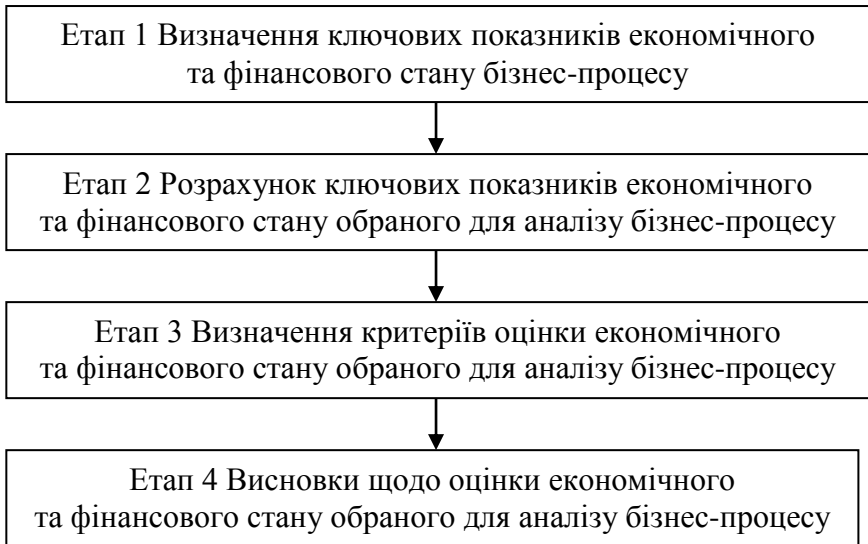 Етап 1 Визначення ключових показників економічного
та фінансового стану бізнес-процесу
Етап 2 Розрахунок ключових показників економічного
та фінансового стану обраного для аналізу бізнес-процесу
Етап 3 Визначення критеріїв оцінки економічного
та фінансового стану обраного для аналізу бізнес-процесу
Етап 4 Висновки щодо оцінки економічного
та фінансового стану обраного для аналізу бізнес-процесу